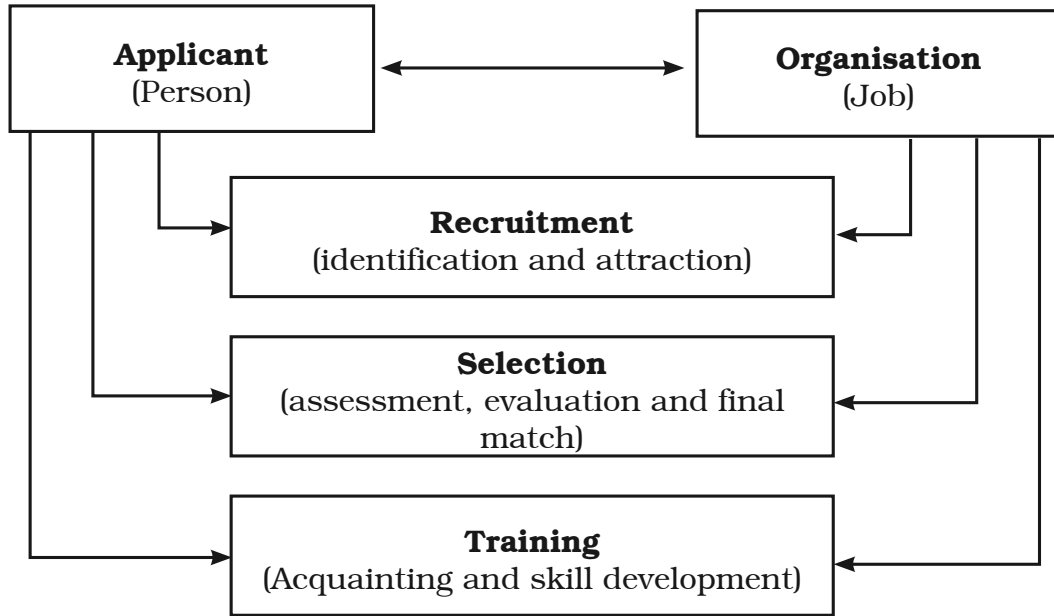 Applicant
(Person)
Organisation
(Job)
Recruitment
(identification and attraction)
Selection
(assessment, evaluation and final
match)
Training
(Acquainting and skill development)